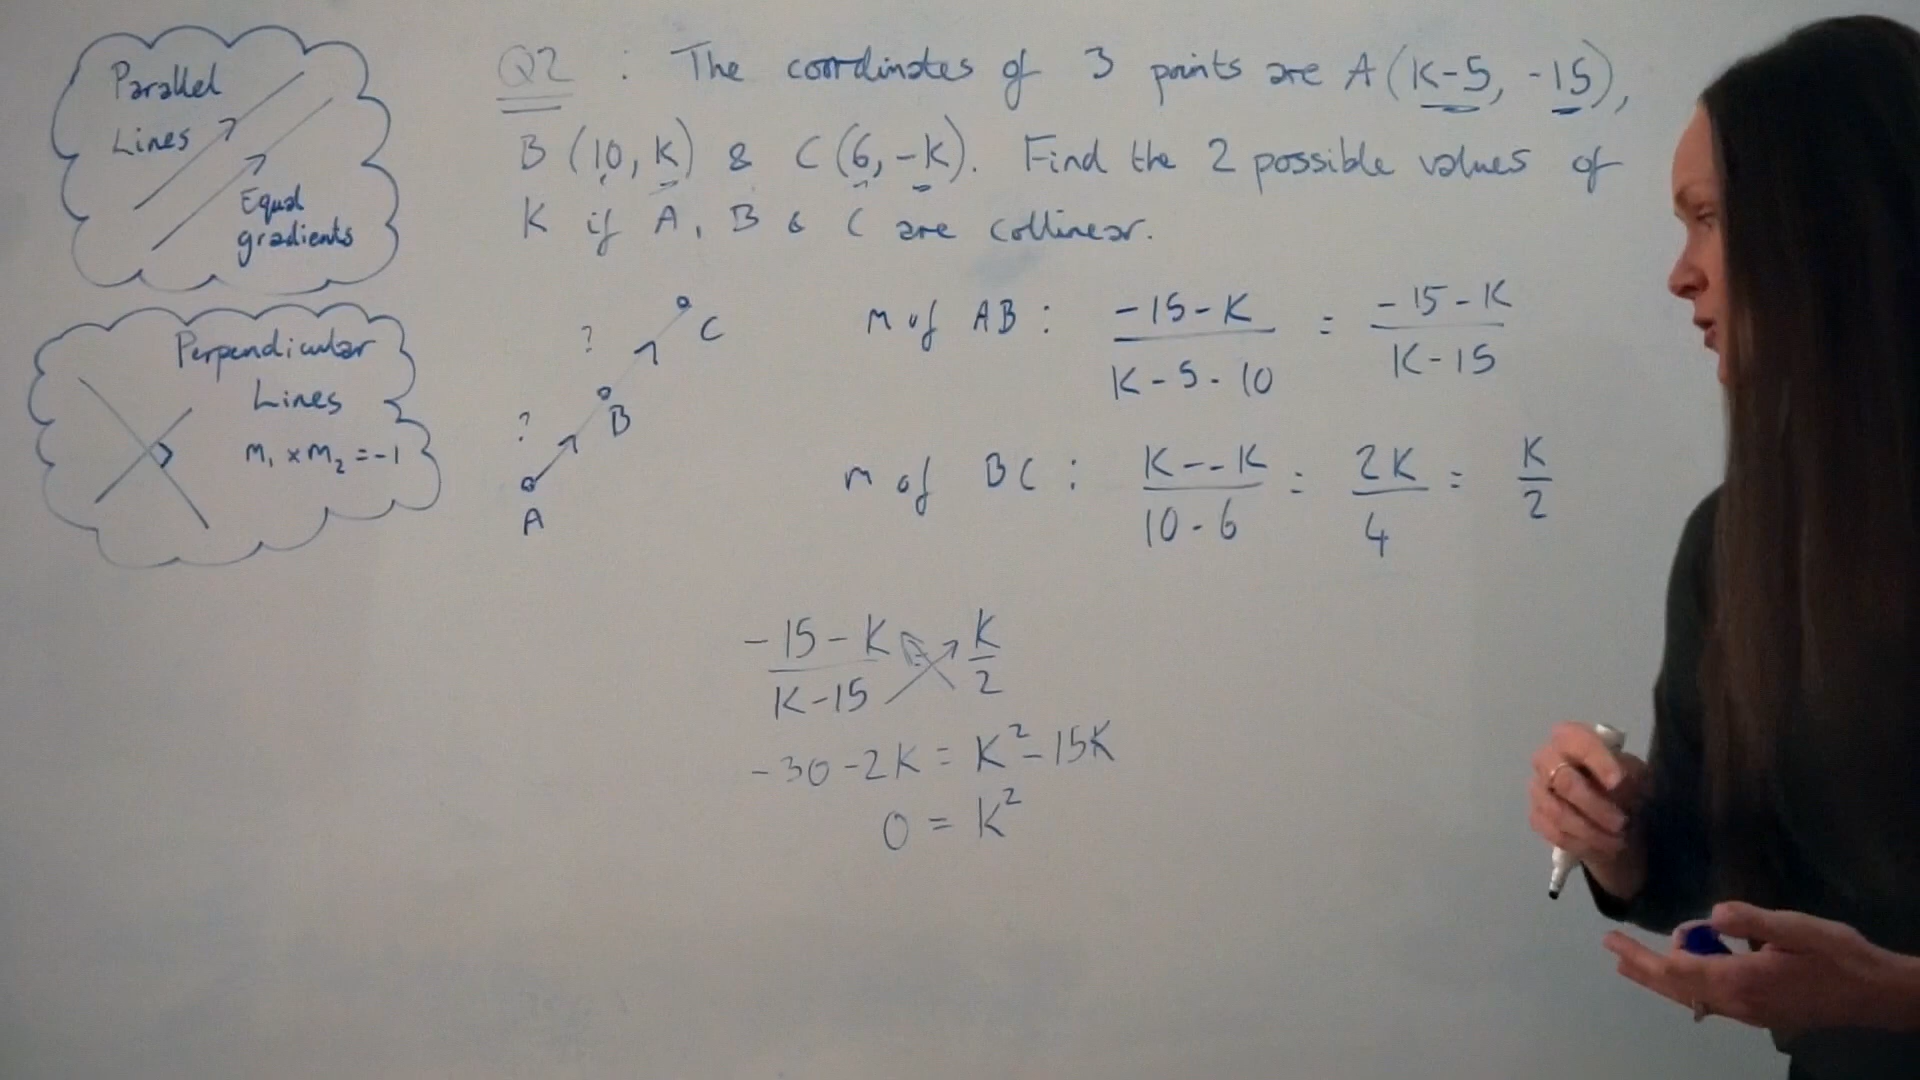 Parallel
Lines
Equal
gradients
Perpendicular
Lines
m₁ × m₂ = -1
Q2 : The coordinates of 3 points are A(K-5, -15),
B (10, K) & C (6, -K). Find the 2 possible values of
K if A, B & C are collinear.
? C
? B
A
m of AB : -15-K / K-5-10 = -15-K / K-15
m of BC : K--K / 10-6 = 2K / 4 = K / 2
-15-K / K-15 K / 2
-30-2K = K²-15K
0 = K²